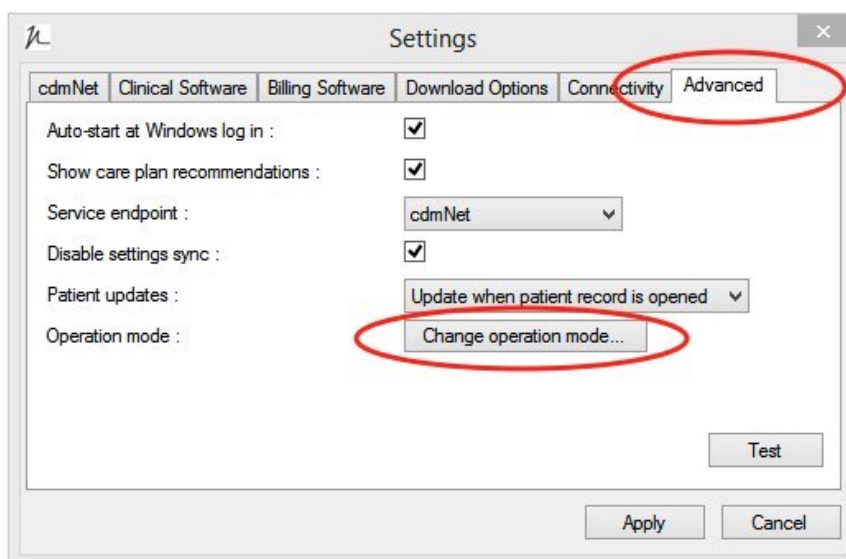 Settings
cdmNet Clinical Software Billing Software Download Options Connectivity Advanced
Auto-start at Windows log in :
Show care plan recommendations :
Service endpoint : cdmNet
Disable settings sync :
Patient updates : Update when patient record is opened
Operation mode : Change operation mode...
Test
Apply Cancel